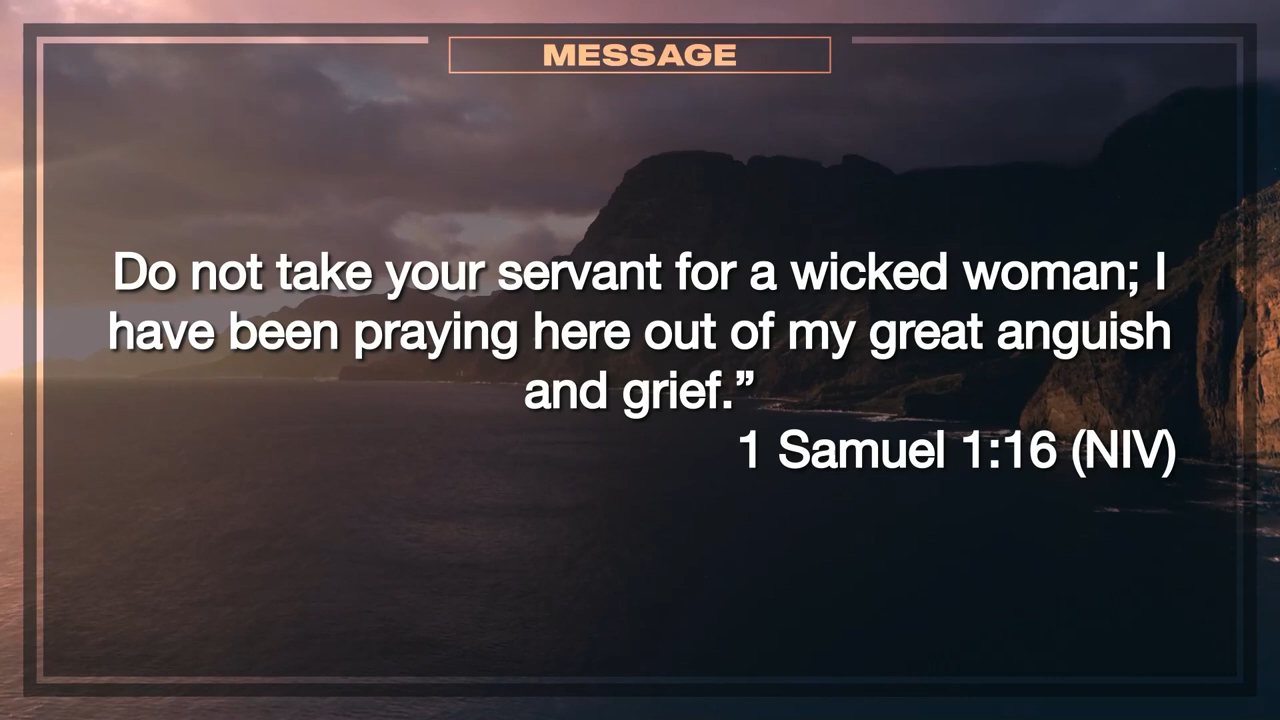 MESSAGE
Do not take your servant for a wicked woman; I
have been praying here out of my great anguish
and grief.”
1 Samuel 1:16 (NIV)